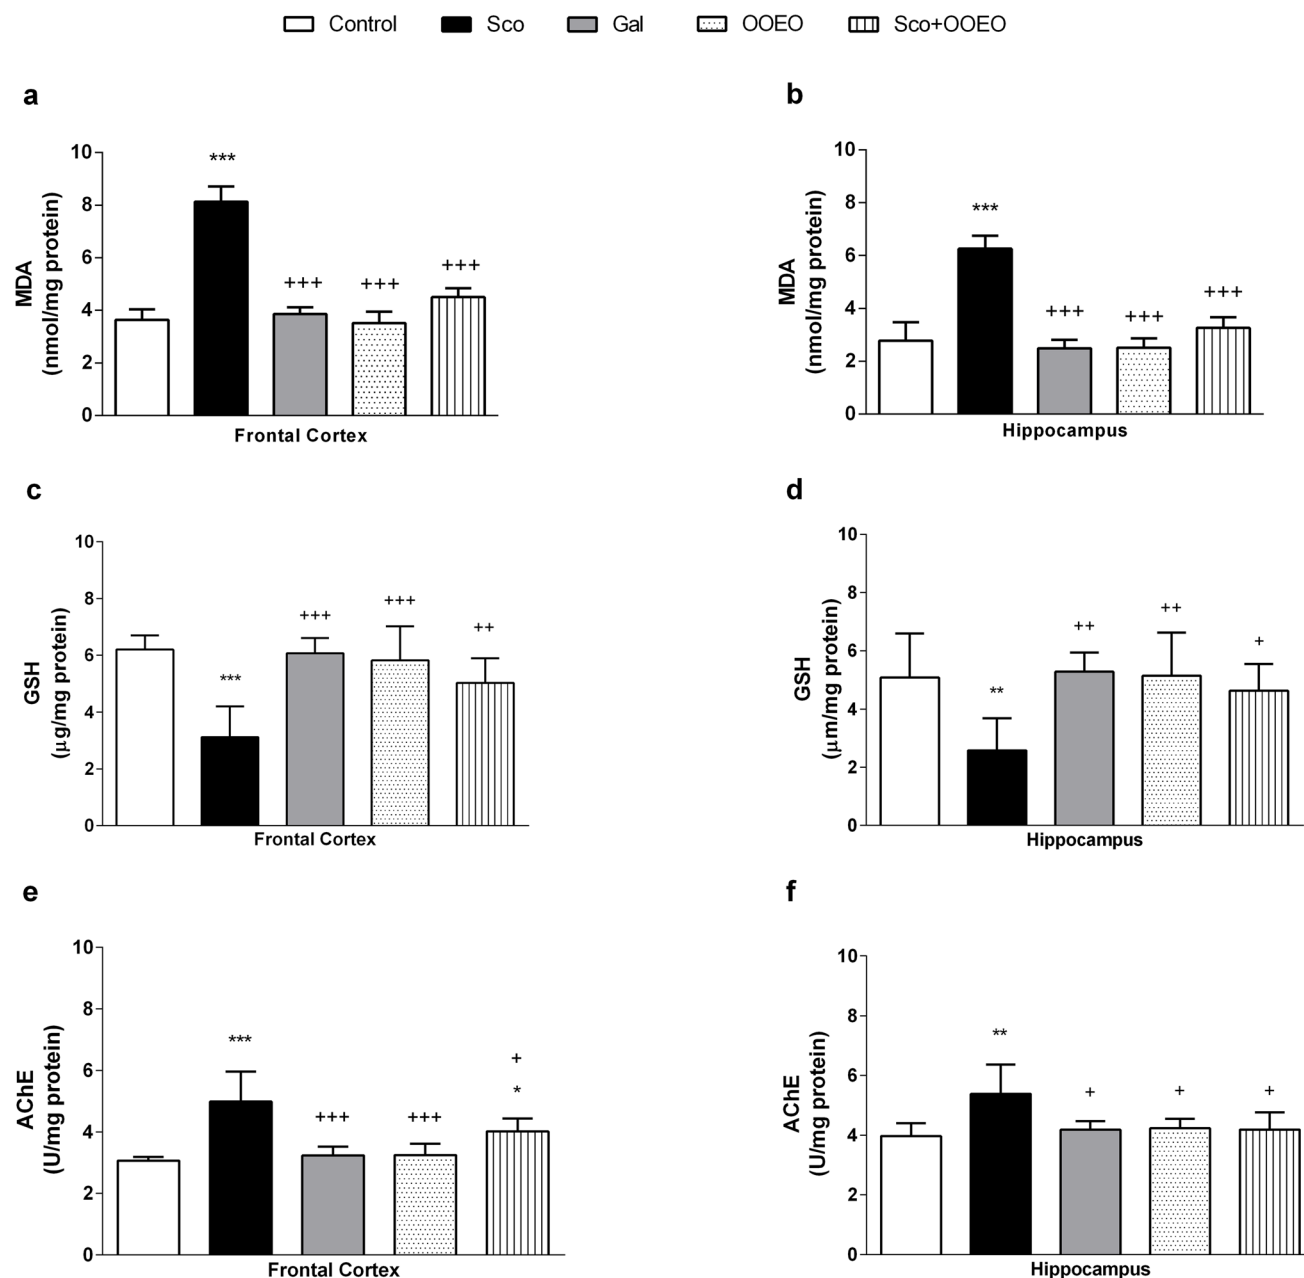 Control Sco Gal OOEO Sco+OOEO
a
10
8
6
4
2
0
MDA
(nmol/mg protein)
***
+++
+++
+++
Frontal Cortex
b
10
8
6
4
2
0
MDA
(nmol/mg protein)
***
+++
+++
+++
Hippocampus
c
10
8
6
4
2
0
GSH
(µg/mg protein)
***
+++
+++
++
Frontal Cortex
d
10
8
6
4
2
0
GSH
(µm/mg protein)
**
++
++
+
Hippocampus
e
10
8
6
4
2
0
AChE
(U/mg protein)
***
+++
+++
+
*
Frontal Cortex
f
10
8
6
4
2
0
AChE
(U/mg protein)
**
+
+
+
Hippocampus